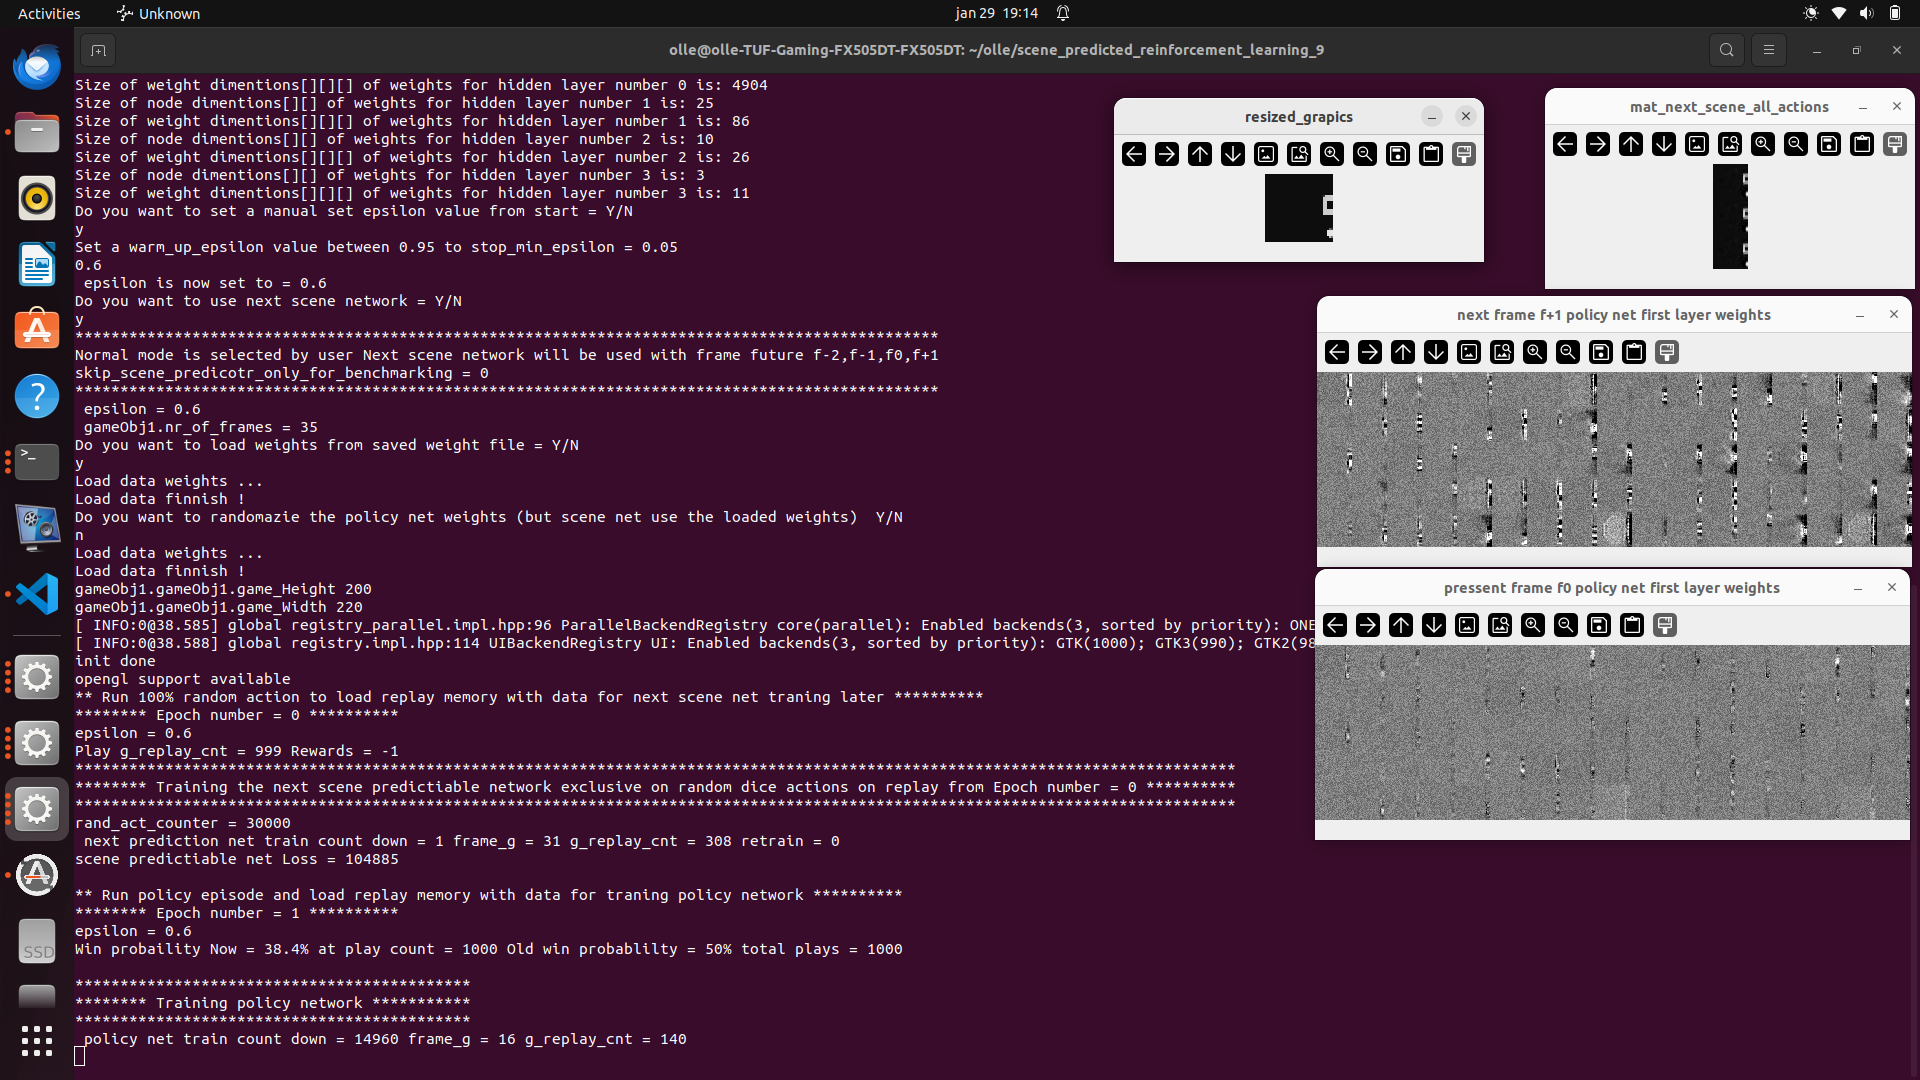 Activities
Unknown
jan 29 19:14
olle@olle-TUF-Gaming-FX505DT-FX505DT: ~/olle/scene_predicted_reinforcement_learning_9
Size of weight dimentions[][][] of weights for hidden layer number 0 is: 4904
Size of node dimentions[][] of weights for hidden layer number 1 is: 25
Size of weight dimentions[][][] of weights for hidden layer number 1 is: 86
Size of node dimentions[][] of weights for hidden layer number 2 is: 10
Size of weight dimentions[][][] of weights for hidden layer number 2 is: 26
Size of node dimentions[][] of weights for hidden layer number 3 is: 3
Size of weight dimentions[][][] of weights for hidden layer number 3 is: 11
Do you want to set a manual set epsilon value from start = Y/N
y
Set a warm_up_epsilon value between 0.95 to stop_min_epsilon = 0.05
0.6
epsilon is now set to = 0.6
Do you want to use next scene network = Y/N
y
************************************************************************************************
Normal mode is selected by user Next scene network will be used with frame future f-2,f-1,f0,f+1
skip_scene_predicotr_only_for_benchmarking = 0
************************************************************************************************
epsilon = 0.6
gameObj1.nr_of_frames = 35
Do you want to load weights from saved weight file = Y/N
y
Load data weights ...
Load data finnish !
Do you want to randomazie the policy net weights (but scene net use the loaded weights)  Y/N
n
Load data weights ...
Load data finnish !
gameObj1.gameObj1.game_Height 200
gameObj1.gameObj1.game_Width 220
[ INFO:0@38.585] global registry_parallel.impl.hpp:96 ParallelBackendRegistry core(parallel): Enabled backends(3, sorted by priority): ONE
[ INFO:0@38.588] global registry.impl.hpp:114 UIBackendRegistry UI: Enabled backends(3, sorted by priority): GTK(1000); GTK3(990); GTK2(98
init done
opengl support available
** Run 100% random action to load replay memory with data for next scene net traning later **********
******** Epoch number = 0 **********
epsilon = 0.6
Play g_replay_cnt = 999 Rewards = -1
*********************************************************************************************************************************
******** Training the next scene predictiable network exclusive on random dice actions on replay from Epoch number = 0 **********
*********************************************************************************************************************************
rand_act_counter = 30000
next prediction net train count down = 1 frame_g = 31 g_replay_cnt = 308 retrain = 0
scene predictiable net Loss = 104885
** Run policy episode and load replay memory with data for traning policy network **********
******** Epoch number = 1 **********
epsilon = 0.6
Win probaility Now = 38.4% at play count = 1000 Old win probablilty = 50% total plays = 1000
********************************************
******** Training policy network ***********
********************************************
policy net train count down = 14960 frame_g = 16 g_replay_cnt = 140
resized_grapics
mat_next_scene_all_actions
next frame f+1 policy net first layer weights
pressent frame f0 policy net first layer weights
SSD